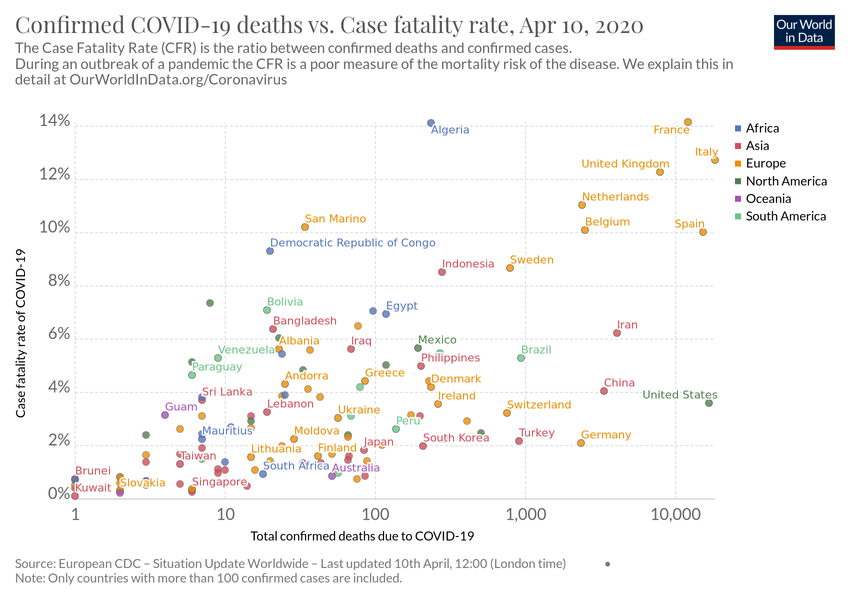 Confirmed COVID-19 deaths vs. Case fatality rate, Apr 10, 2020
Our World
in Data
The Case Fatality Rate (CFR) is the ratio between confirmed deaths and confirmed cases.
During an outbreak of a pandemic the CFR is a poor measure of the mortality risk of the disease. We explain this in
detail at OurWorldInData.org/Coronavirus
14%
12%
10%
8%
6%
4%
2%
0%
Case fatality rate of COVID-19
Algeria
France
Italy
United Kingdom
Netherlands
San Marino
Belgium
Spain
Democratic Republic of Congo
Sweden
Indonesia
Bolivia
Egypt
Bangladesh
Iran
Albania
Iraq
Mexico
Venezuela
Philippines
Brazil
Paraguay
Andorra
Greece
Denmark
China
Sri Lanka
Ireland
United States
Guam
Lebanon
Ukraine
Switzerland
Mauritius
Moldova
Peru
South Korea
Turkey
Germany
Taiwan
Lithuania
Finland
Japan
Brunei
South Africa
Australia
Kuwait
Slovakia
Singapore
1
10
100
1,000
10,000
Total confirmed deaths due to COVID-19
Africa
Asia
Europe
North America
Oceania
South America
Source: European CDC – Situation Update Worldwide – Last updated 10th April, 12:00 (London time)
Note: Only countries with more than 100 confirmed cases are included.